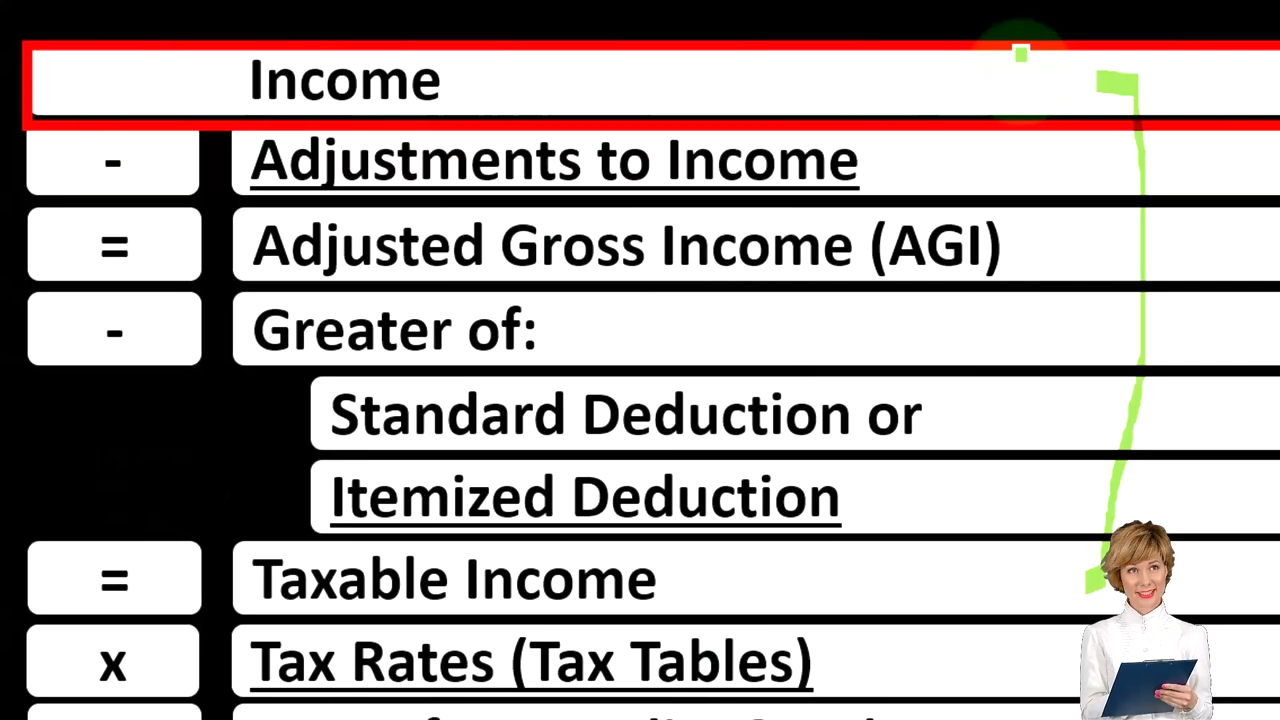 Income
- Adjustments to Income
= Adjusted Gross Income (AGI)
- Greater of:
Standard Deduction or
Itemized Deduction
= Taxable Income
x Tax Rates (Tax Tables)